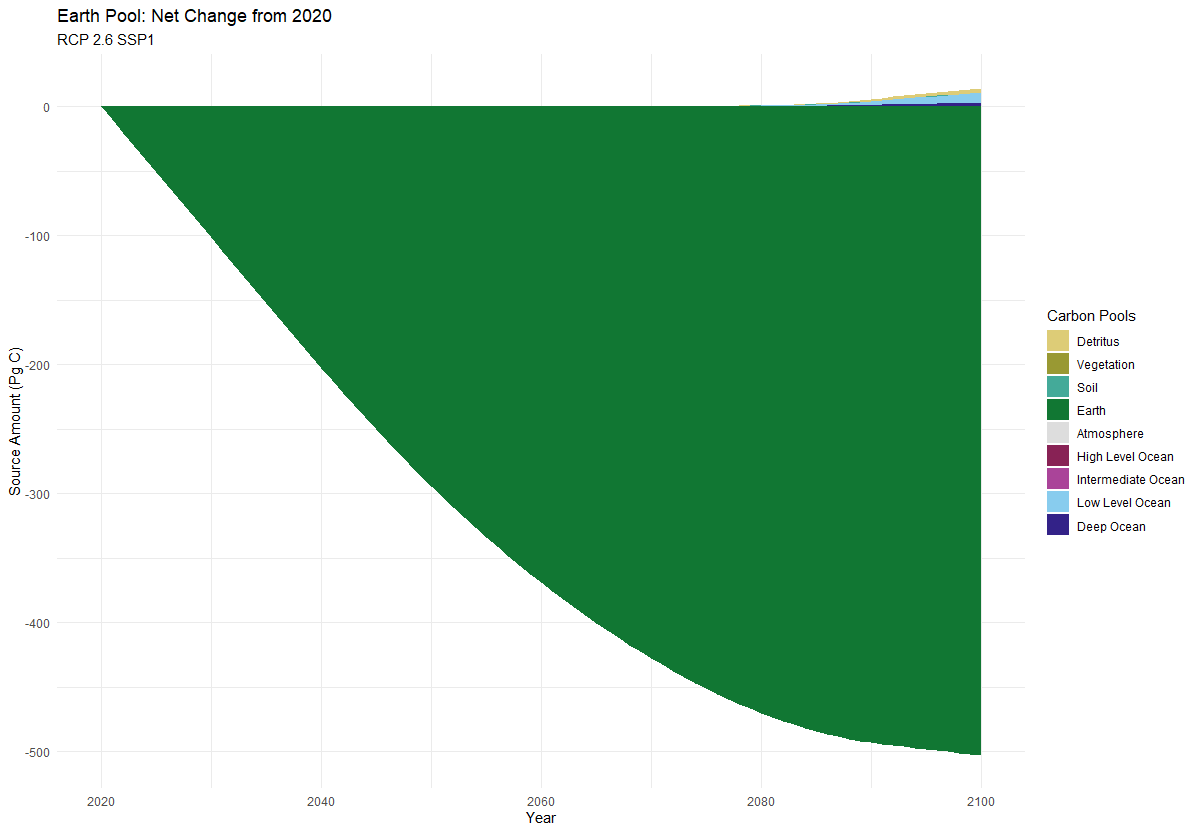 Earth Pool: Net Change from 2020
RCP 2.6 SSP1
0
-100
-200
-300
-400
-500
Source Amount (Pg C)
2020
2040
2060
2080
2100
Year
Carbon Pools
Detritus
Vegetation
Soil
Earth
Atmosphere
High Level Ocean
Intermediate Ocean
Low Level Ocean
Deep Ocean